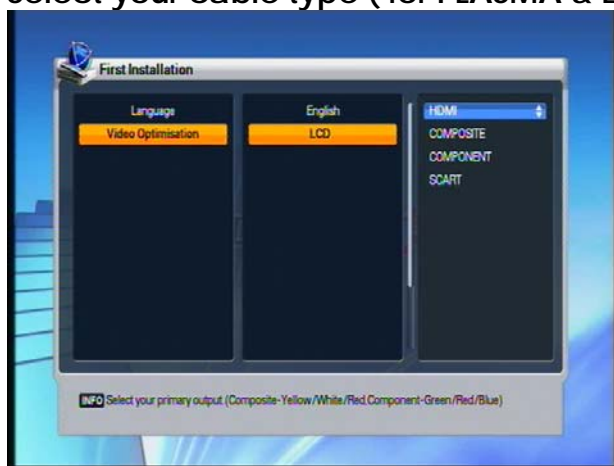 select your cable type ( for PLASMA & L
First Installation
Language English HDMI
Video Optimisation LCD COMPOSITE
COMPONENT
SCART
INFO Select your primary output (Composite-Yellow/White/Red,Component-Green/Red/Blue)